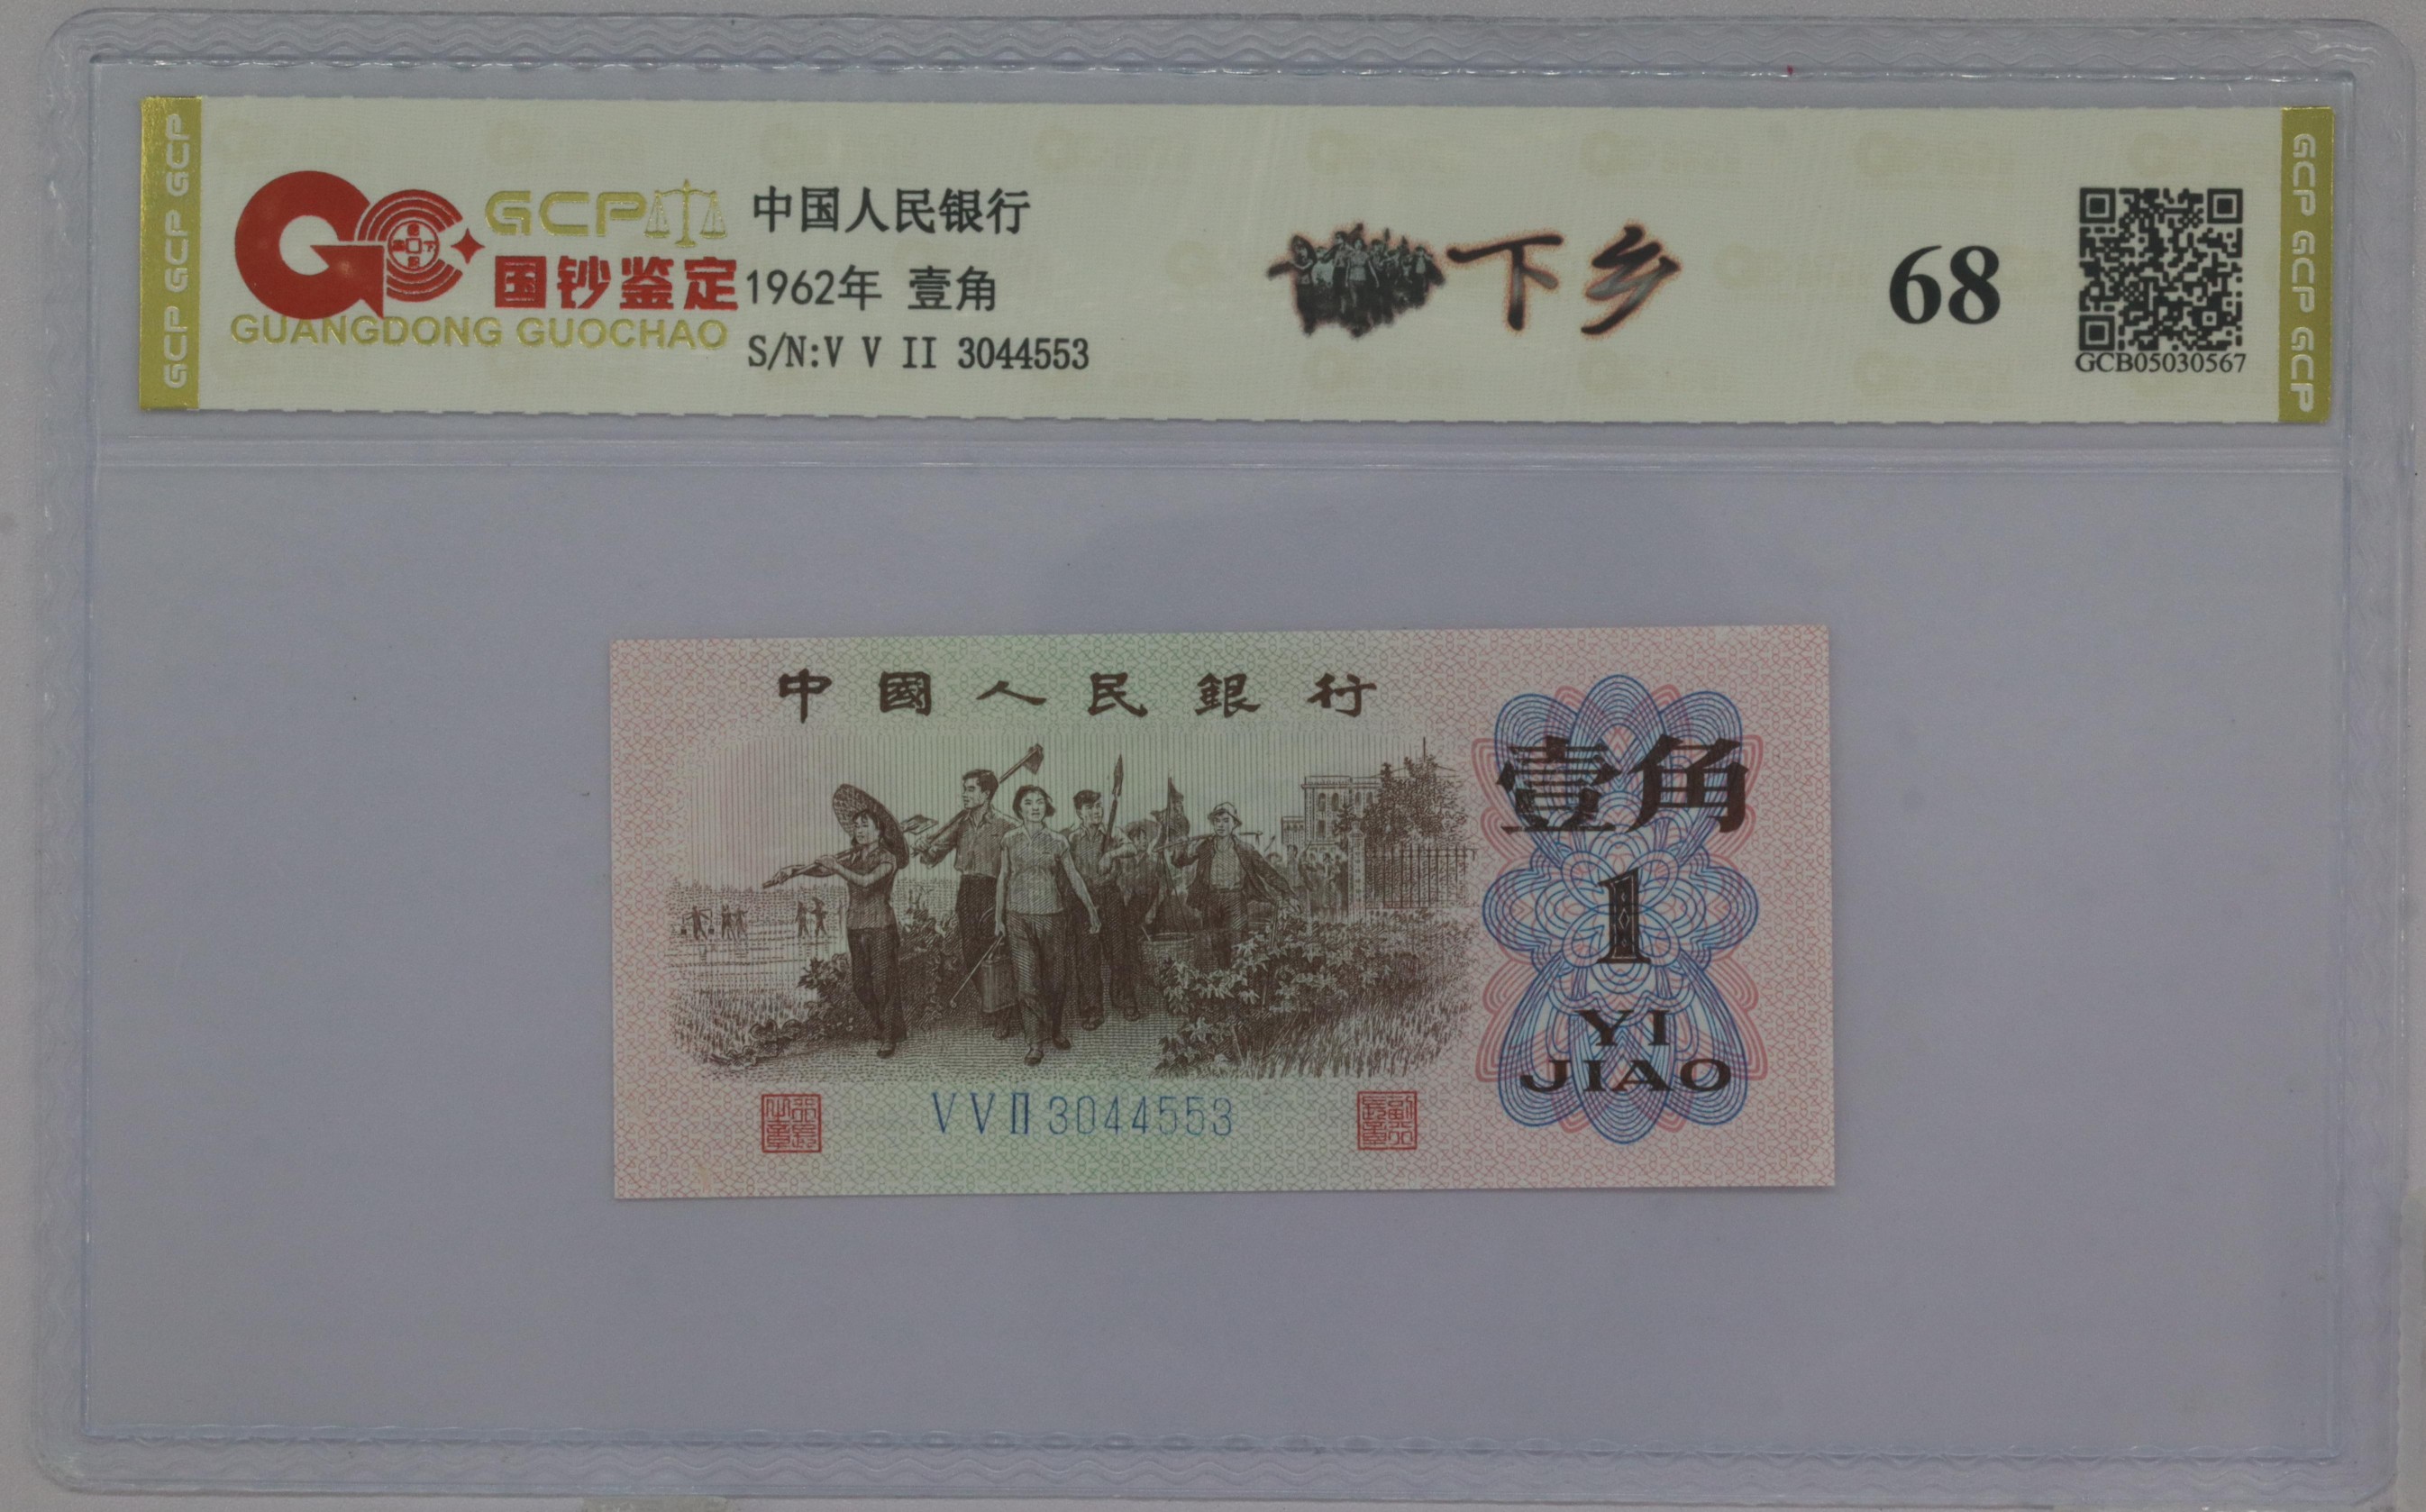 GCP GCP GCP
GCP
国钞鉴定
GUANGDONG GUOCHAO
中国人民银行
1962年 壹角
S/N:V V II 3044553
下乡
68
GCB05030567
GCP GCP GCP
中國人民銀行
壹角
1
YI
JIAO
V V II 3044553